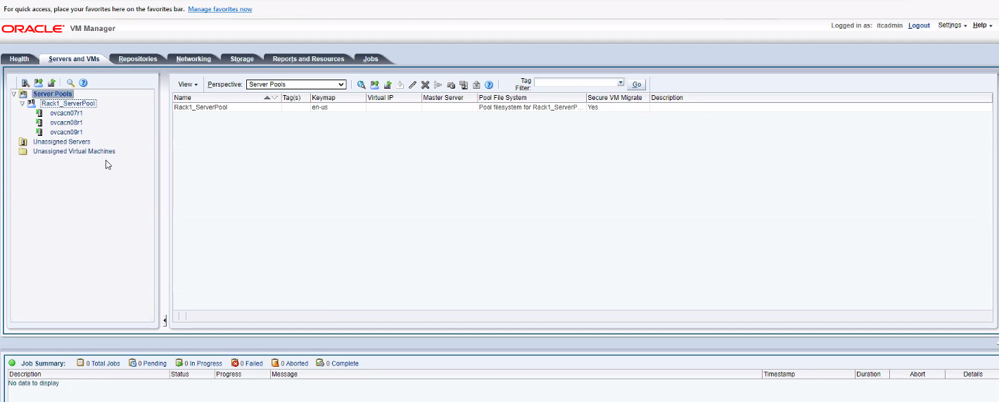 For quick access, place your favorites here on the favorites bar. Manage favorites now
ORACLE® VM Manager
Logged in as: itcadmin Logout Settings Help
Health Servers and VMs Repositories Networking Storage Reports and Resources Jobs
View Perspective: Server Pools Tag Filter: Go
Server Pools
Rack1_ServerPool
ovcacn07r1
ovcacn08r1
ovcacn09r1
Unassigned Servers
Unassigned Virtual Machines
Name Tag(s) Keymap Virtual IP Master Server Pool File System Secure VM Migrate Description
Rack1_ServerPool en-us Pool filesystem for Rack1_ServerP... Yes
Job Summary: 0 Total Jobs 0 Pending 0 In Progress 0 Failed 0 Aborted 0 Complete
Description Status Progress Message Timestamp Duration Abort Details
No data to display